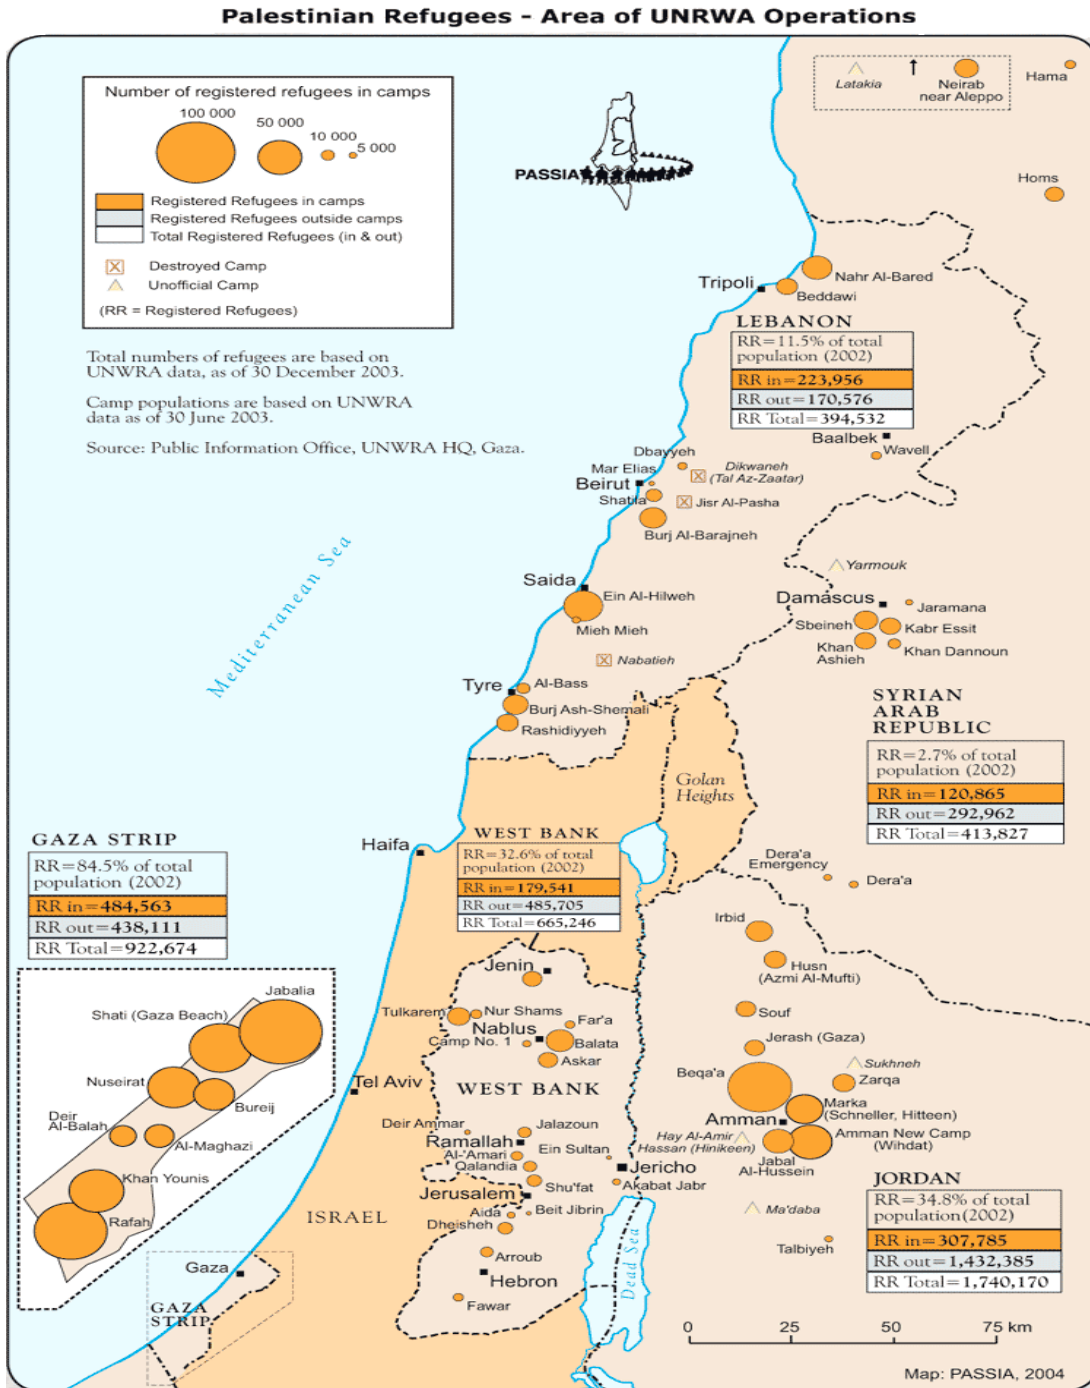 Palestinian Refugees - Area of UNRWA Operations
Number of registered refugees in camps
100 000
50 000
10 000
5 000
Registered Refugees in camps
Registered Refugees outside camps
Total Registered Refugees (in & out)
Destroyed Camp
Unofficial Camp
(RR = Registered Refugees)
PASSIA
Latakia
Neirab
near Aleppo
Hama
Homs
Total numbers of refugees are based on
UNWRA data, as of 30 December 2003.
Camp populations are based on UNWRA
data as of 30 June 2003.
Source: Public Information Office, UNWRA HQ, Gaza.
Mediterranean Sea
Nahr Al-Bared
Tripoli
Beddawi
LEBANON
RR=11.5% of total
population (2002)
RR in=223,956
RR out=170,576
RR Total=394,532
Baalbek
Wavell
Dbayyeh
Mar Elias
Dikwaneh
(Tal Az-Zaatar)
Beirut
Shatila
Jisr Al-Pasha
Burj Al-Barajneh
Yarmouk
Saida
Ein Al-Hilweh
Mieh Mieh
Damascus
Jaramana
Sbeineh
Kabr Essit
Khan
Ashieh
Khan Dannoun
Nabatieh
Tyre
Al-Bass
Burj Ash-Shemali
Rashidiyyeh
SYRIAN
ARAB
REPUBLIC
RR=2.7% of total
population (2002)
RR in=120,865
RR out=292,962
RR Total=413,827
Golan
Heights
Haifa
GAZA STRIP
RR=84.5% of total
population (2002)
RR in=484,563
RR out=438,111
RR Total=922,674
WEST BANK
RR=32.6% of total
population (2002)
RR in=179,541
RR out=485,705
RR Total=665,246
Dera'a
Emergency
Dera'a
Irbid
Husn
(Azmi Al-Mufti)
Souf
Jerash (Gaza)
Beqa'a
Sukhneh
Zarqa
Marka
(Schneller, Hitteen)
Amman
Hay Al-Amir
Hassan (Hinikeen)
Amman New Camp
(Wihdat)
Jabal
Al-Hussein
Jenin
Tulkarem
Nur Shams
Far'a
Nablus
Camp No. 1
Balata
Askar
WEST BANK
Tel Aviv
Deir Ammar
Jalazoun
Ramallah
Al-'Amari
Ein Sultan
Qalandia
Jericho
Shu'fat
Akabat Jabr
Jerusalem
Aida
Beit Jibrin
Dheisheh
ISRAEL
Arroub
Hebron
Fawar
Dead Sea
Jabalia
Shati (Gaza Beach)
Nuseirat
Bureij
Deir
Al-Balah
Al-Maghazi
Khan Younis
Rafah
Gaza
GAZA
STRIP
JORDAN
RR=34.8% of total
population(2002)
RR in=307,785
RR out=1,432,385
RR Total=1,740,170
Ma'daba
Talbiyeh
0 25 50 75 km
Map: PASSIA, 2004